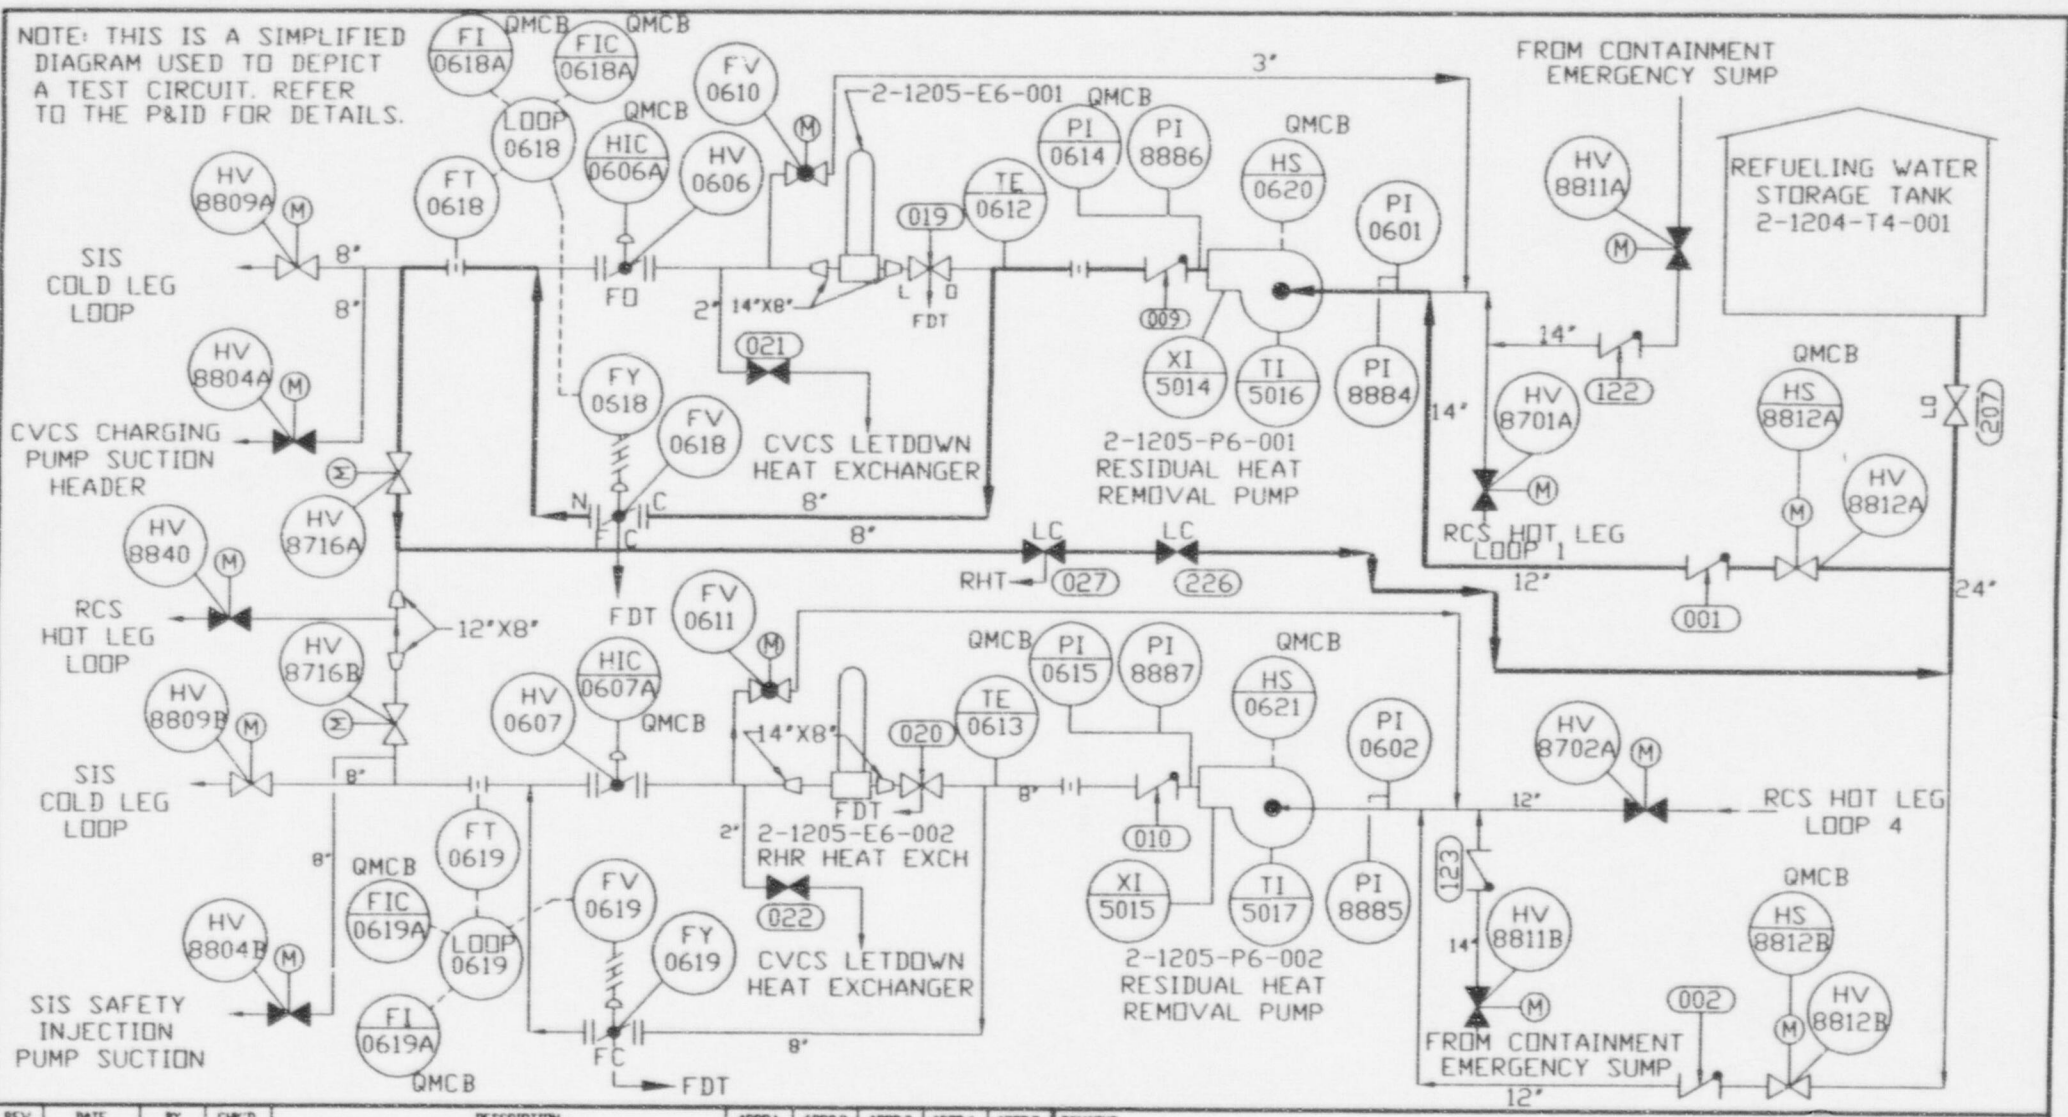 NOTE: THIS IS A SIMPLIFIED
DIAGRAM USED TO DEPICT
A TEST CIRCUIT. REFER
TO THE P&ID FOR DETAILS.
FI
0618A
QMCB
FIC
0618A
QMCB
LOOP
0618
FV
0610
M
2-1205-E6-001
3"
FROM CONTAINMENT
EMERGENCY SUMP
HV
8809A
M
FT
0618
HIC
0606A
QMCB
HV
0606
019
TE
0612
PI
0614
QMCB
PI
8886
QMCB
HS
0620
PI
0601
HV
8811A
M
REFUELING WATER
STORAGE TANK
2-1204-T4-001
SIS
COLD LEG
LOOP
8"
8"
FO
2"
14"X8"
L
O
FDT
009
HV
8804A
M
021
FY
0618
FV
0618
CVCS LETDOWN
HEAT EXCHANGER
XI
5014
TI
5016
PI
8884
14"
14"
122
HV
8701A
M
QMCB
HS
8812A
M
HV
8812A
LO
207
CVCS CHARGING
PUMP SUCTION
HEADER
2-1205-P6-001
RESIDUAL HEAT
REMOVAL PUMP
RCS HOT LEG
LOOP 1
M
HV
8716A
N
C
F
C
8"
8"
LC
LC
RHT
027
226
12"
001
24"
HV
8840
M
RCS
HOT LEG
LOOP
12"X8"
FDT
FV
0611
M
HV
8716B
M
HV
8809B
M
HV
0607
HIC
0607A
QMCB
14"X8"
020
TE
0613
QMCB
PI
0615
PI
8887
QMCB
HS
0621
PI
0602
HV
8702A
M
SIS
COLD LEG
LOOP
8"
8"
FDT
2-1205-E6-002
RHR HEAT EXCH
2"
8"
010
12"
RCS HOT LEG
LOOP 4
FT
0619
QMCB
FIC
0619A
LOOP
0619
FV
0619
FY
0619
022
CVCS LETDOWN
HEAT EXCHANGER
XI
5015
TI
5017
PI
8885
123
14"
HV
8811B
M
QMCB
HS
8812B
M
HV
8812B
HV
8804B
M
SIS SAFETY
INJECTION
PUMP SUCTION
FI
0619A
QMCB
FC
FDT
8"
2-1205-P6-002
RESIDUAL HEAT
REMOVAL PUMP
FROM CONTAINMENT
EMERGENCY SUMP
002
12"
REV
DATE
BY
CHK'D
DESCRIPTION